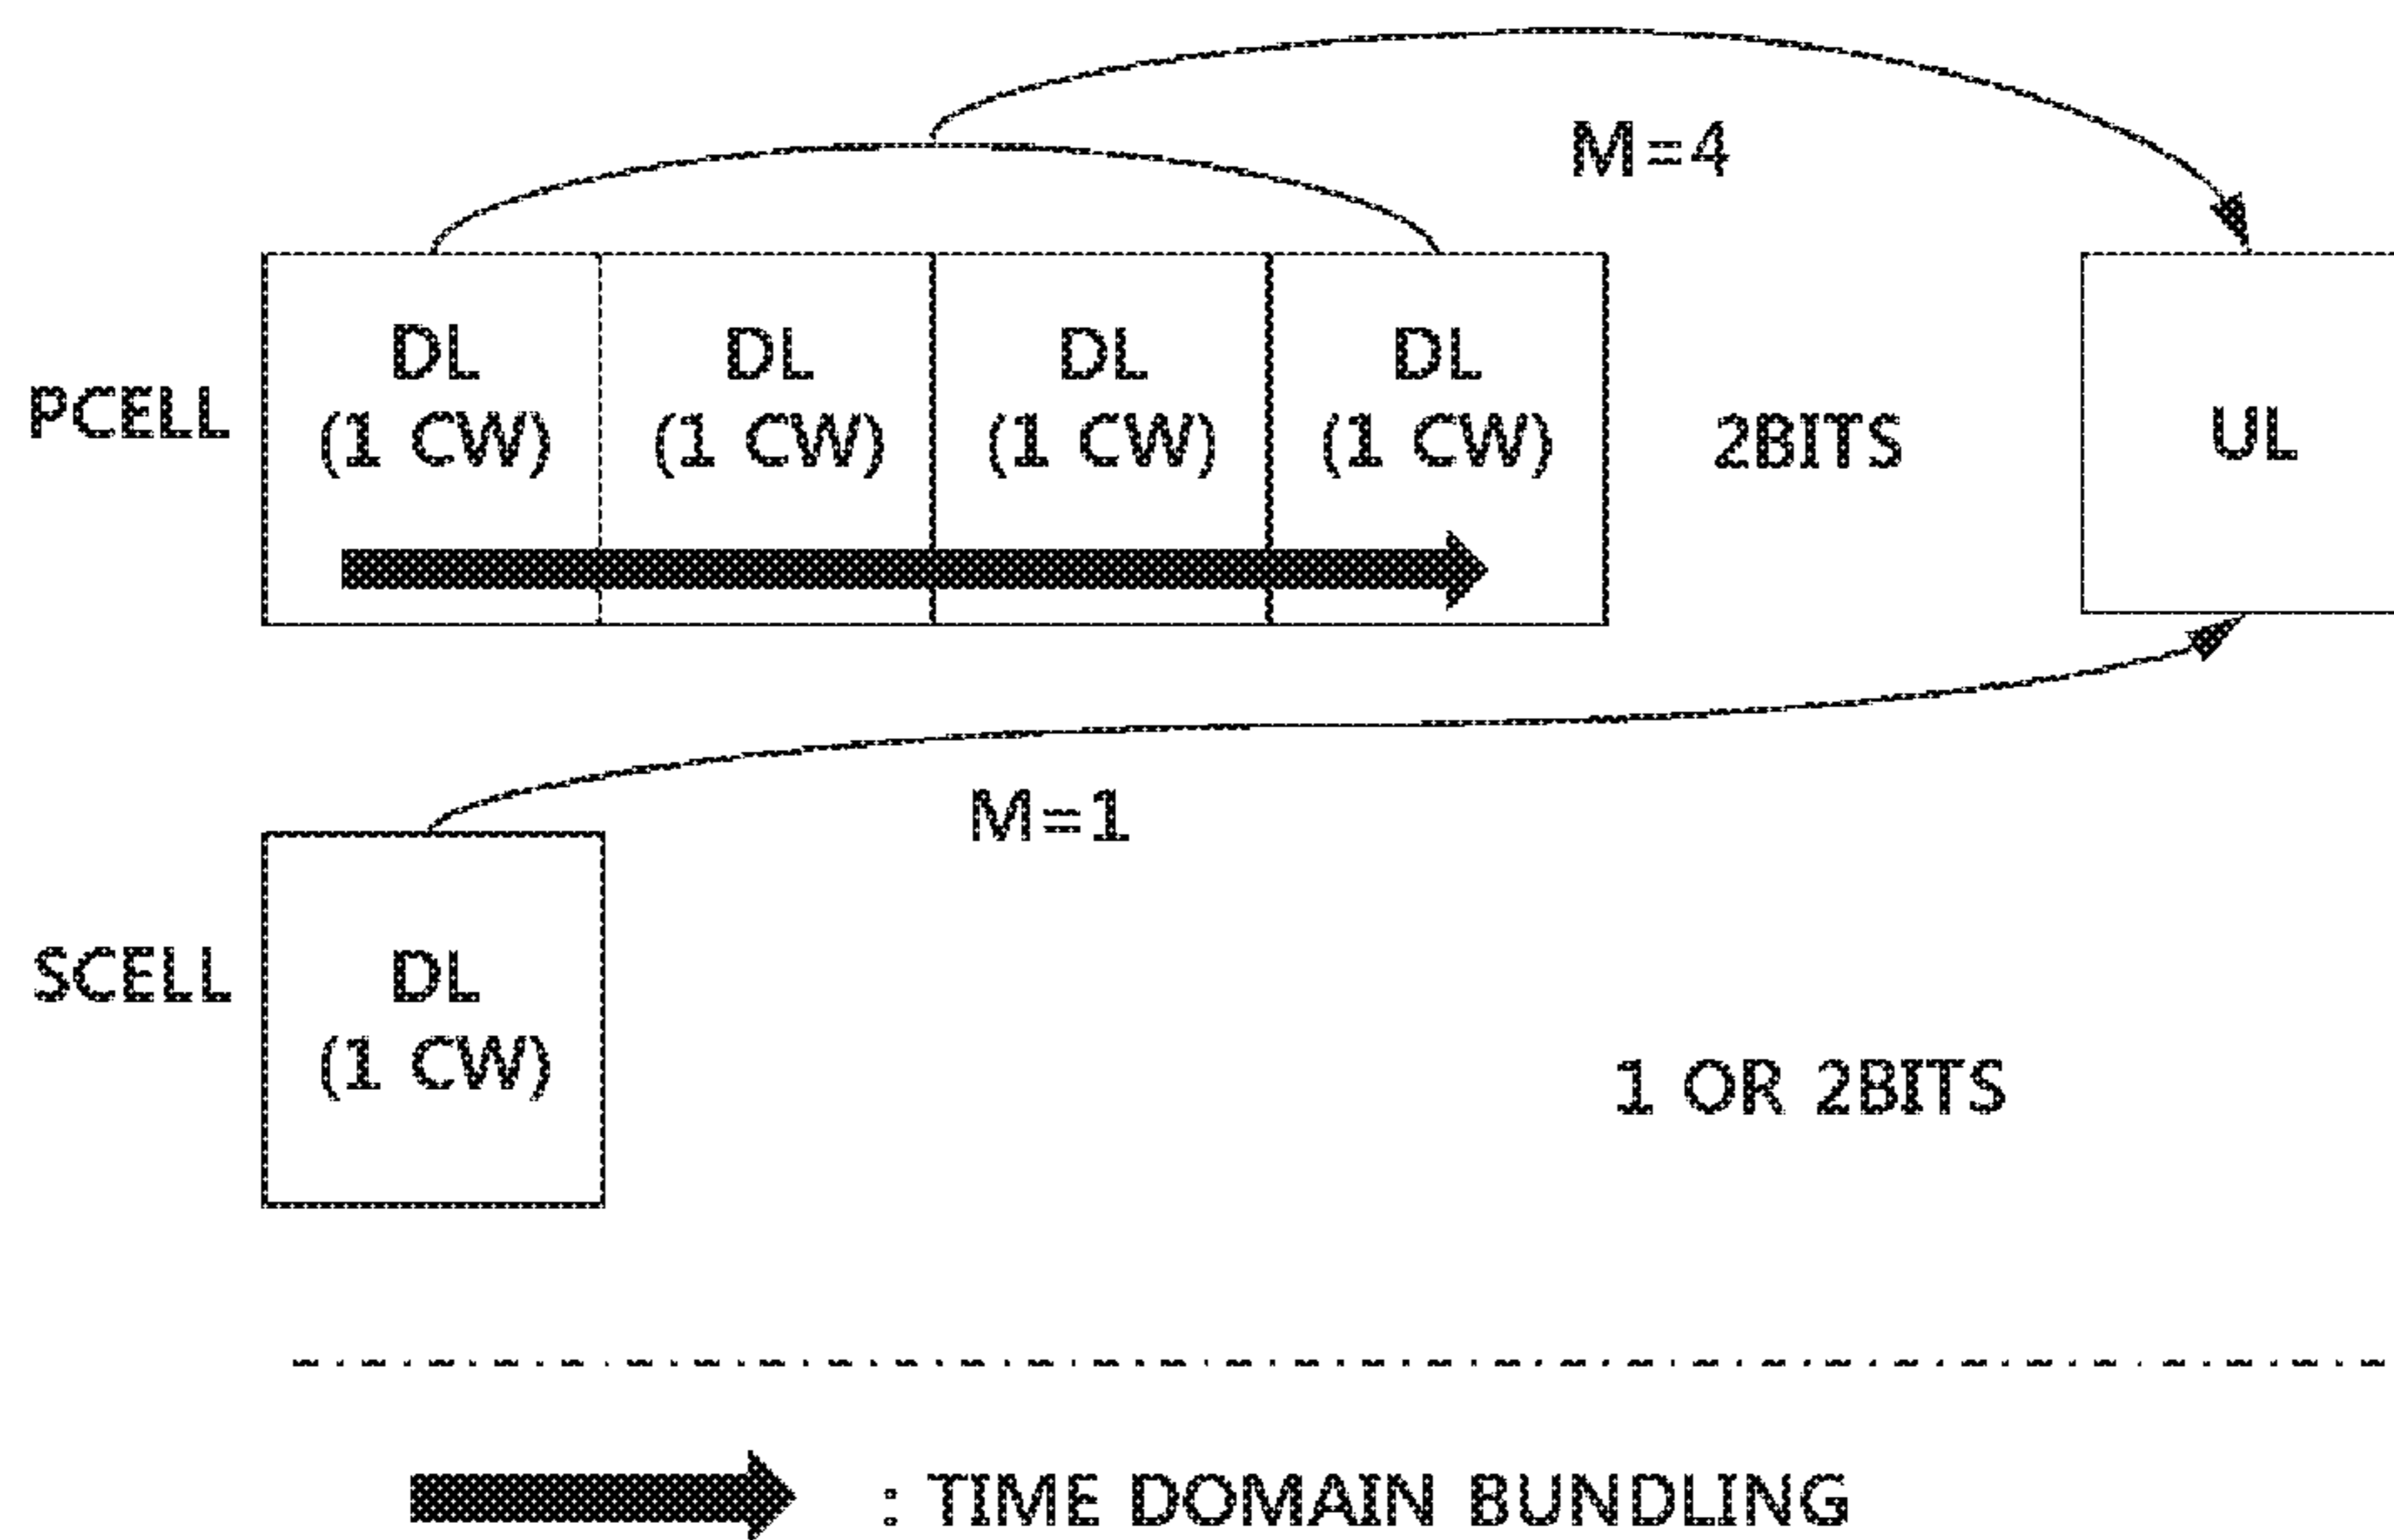 M=4
DL DL DL DL
PCELL (1 CW) (1 CW) (1 CW) (1 CW) 2BITS UL
M=1
SCELL DL
(1 CW)
1 OR 2BITS
: TIME DOMAIN BUNDLING